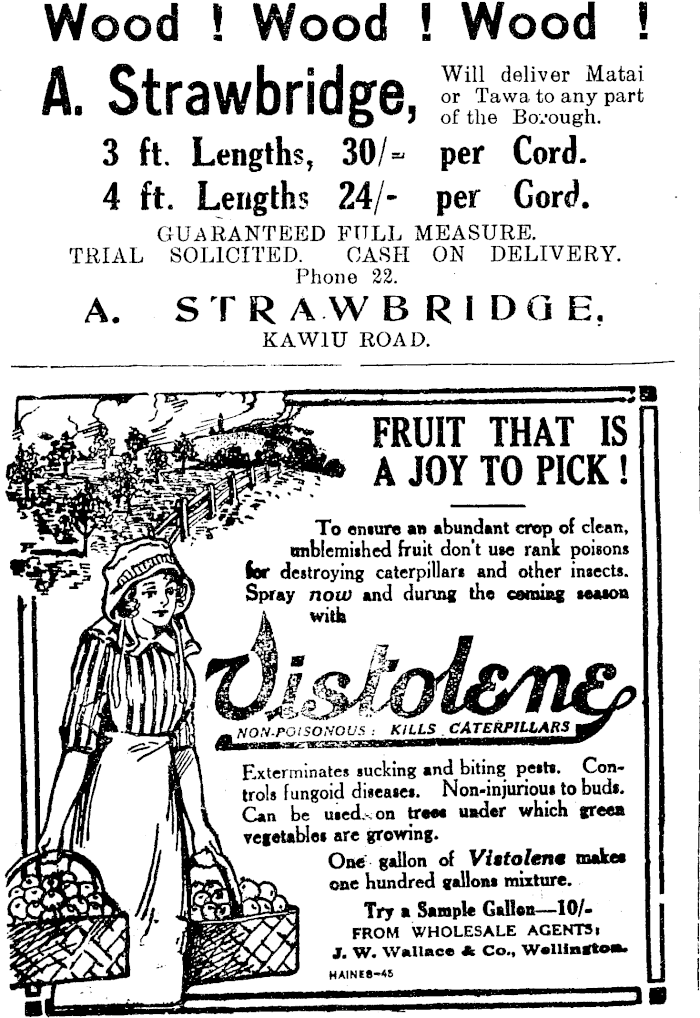 Wood ! Wood ! Wood !
A. Strawbridge,
Will deliver Matai
or Tawa to any part
of the Borough.
3 ft. Lengths, 30/- per Cord.
4 ft. Lengths 24/- per Gord.
GUARANTEED FULL MEASURE.
TRIAL SOLICITED. CASH ON DELIVERY.
Phone 22.
A. STRAWBRIDGE,
KAWIU ROAD.
FRUIT THAT IS
A JOY TO PICK !
To ensure an abundant crop of clean,
unblemished fruit don't use rank poisons
for destroying caterpillars and other insects.
Spray now and during the coming season
with
Vistolene
NON-POISONOUS : KILLS CATERPILLARS
Exterminates sucking and biting pests. Con-
trols fungoid diseases. Non-injurious to buds.
Can be used on trees under which green
vegetables are growing.
One gallon of Vistolene makes
one hundred gallons mixture.
Try a Sample Gallon—10/-
FROM WHOLESALE AGENTS:
J. W. Wallace & Co., Wellington.
HAINES-45